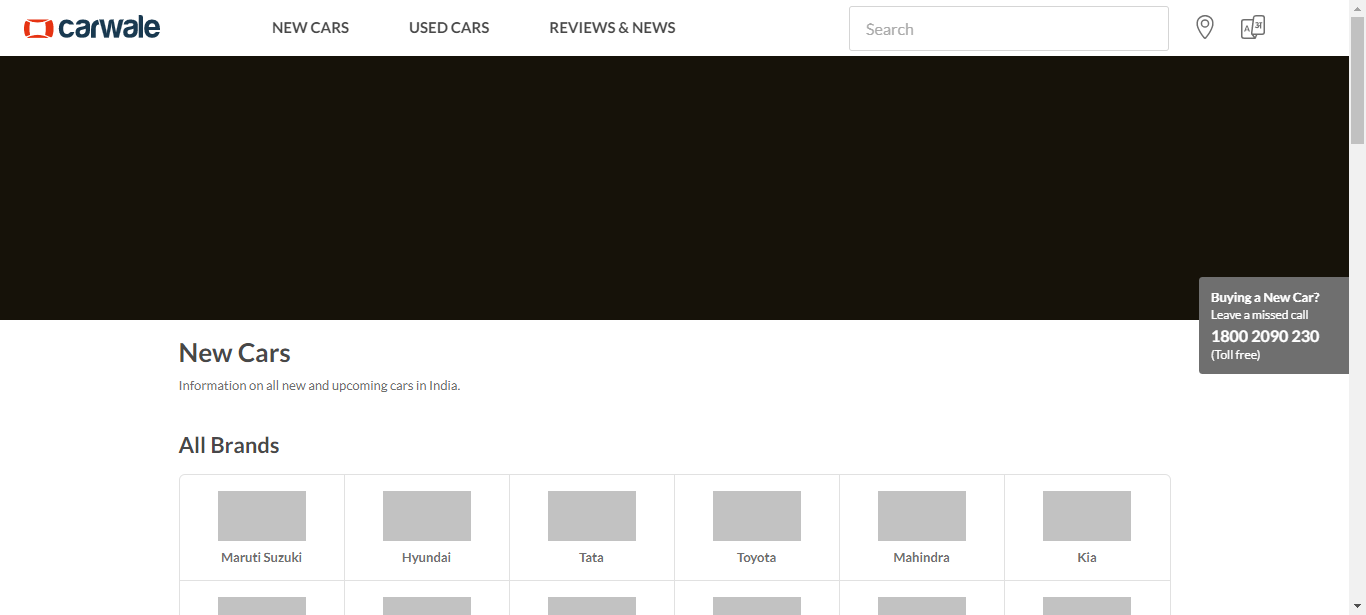 carwale
NEW CARS
USED CARS
REVIEWS & NEWS
Search
Buying a New Car?
Leave a missed call
1800 2090 230
(Toll free)
New Cars
Information on all new and upcoming cars in India.
All Brands
Maruti Suzuki
Hyundai
Tata
Toyota
Mahindra
Kia